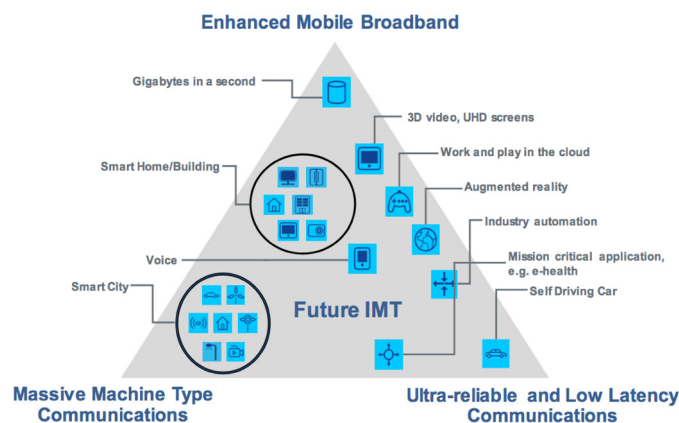 Enhanced Mobile Broadband
Gigabytes in a second
3D video, UHD screens
Work and play in the cloud
Smart Home/Building
Augmented reality
Industry automation
Voice
Mission critical application,
e.g. e-health
Smart City
Self Driving Car
Future IMT
Massive Machine Type
Communications
Ultra-reliable and Low Latency
Communications